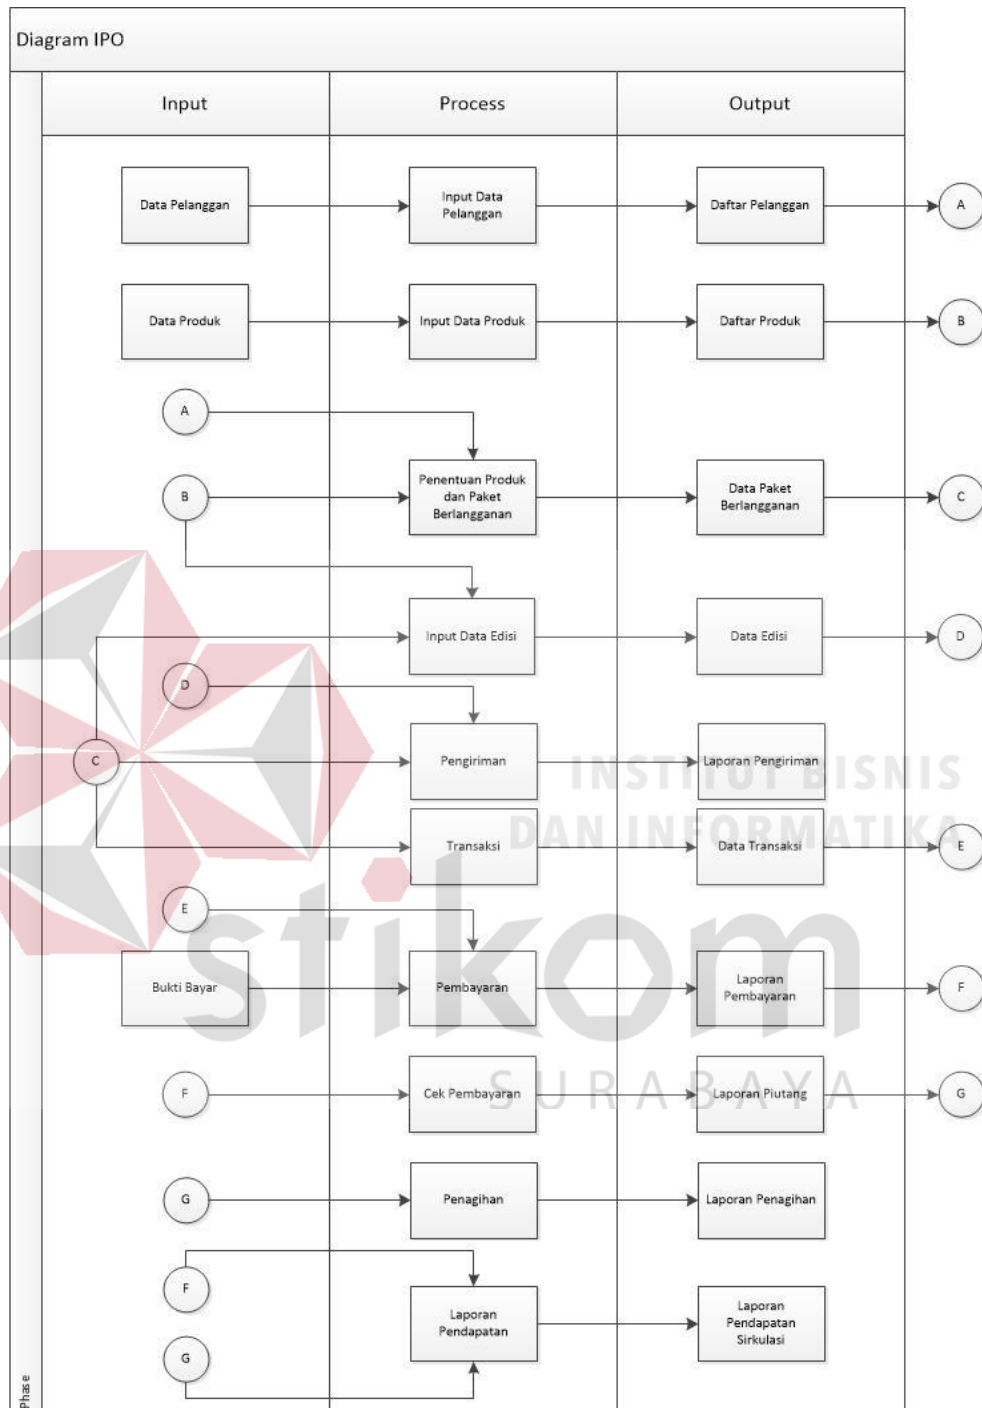 Diagram IPO
Input
Process
Output
Data Pelanggan
Input Data
Pelanggan
Daftar Pelanggan
A
Data Produk
Input Data Produk
Daftar Produk
B
A
B
Penentuan Produk
dan Paket
Berlangganan
Data Paket
Berlangganan
C
Input Data Edisi
Data Edisi
D
D
C
Pengiriman
Laporan Pengiriman
INSTITUT BISNIS
DAN INFORMATIKA
Transaksi
Data Transaksi
E
E
stikom
Bukti Bayar
Pembayaran
Laporan
Pembayaran
F
F
Cek Pembayaran
Laporan Piutang
G
SURABAYA
G
Penagihan
Laporan Penagihan
F
G
Laporan
Pendapatan
Laporan
Pendapatan
Sirkulasi
Phase